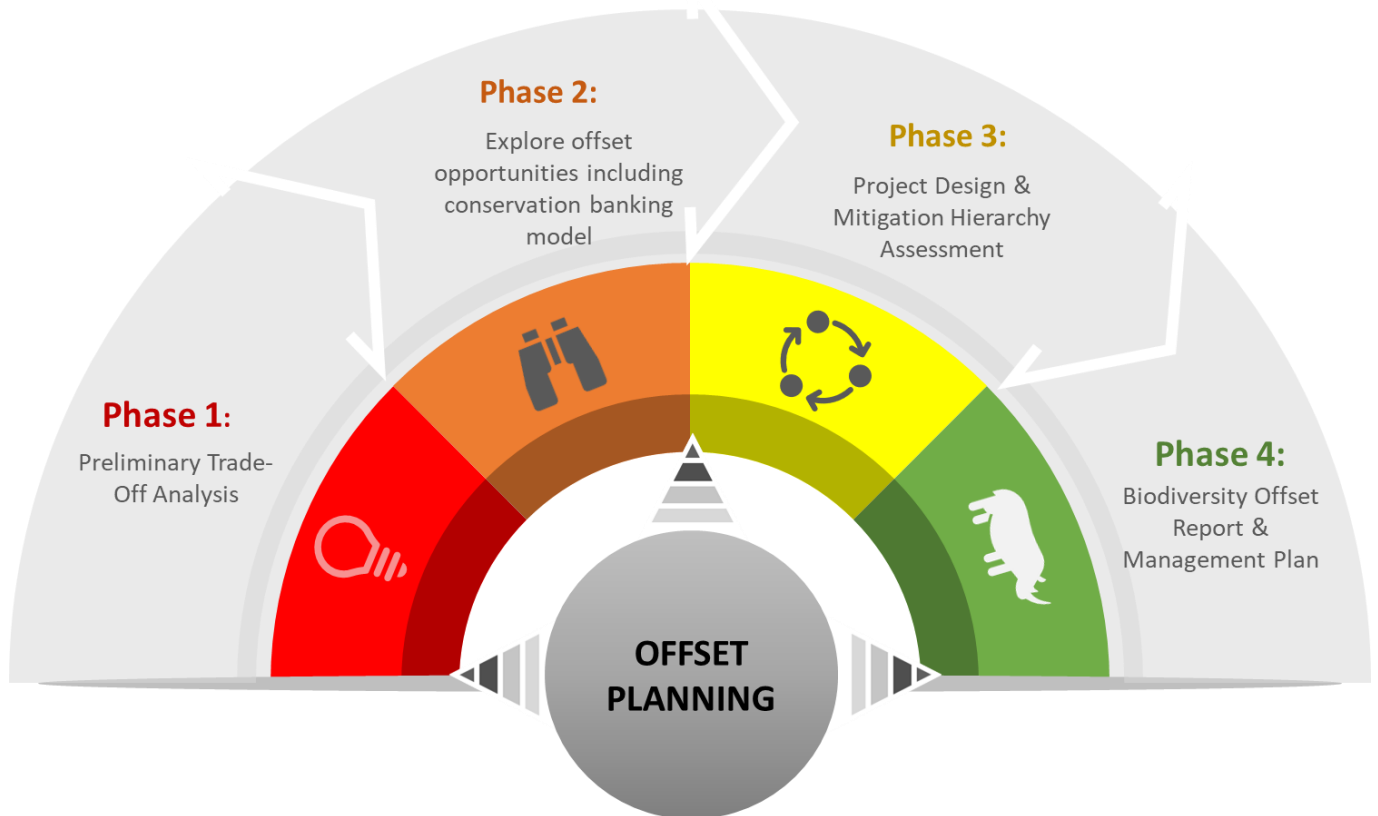 Phase 1:
Preliminary Trade-
Off Analysis
Phase 2:
Explore offset
opportunities including
conservation banking
model
Phase 3:
Project Design &
Mitigation Hierarchy
Assessment
Phase 4:
Biodiversity Offset
Report &
Management Plan
OFFSET
PLANNING